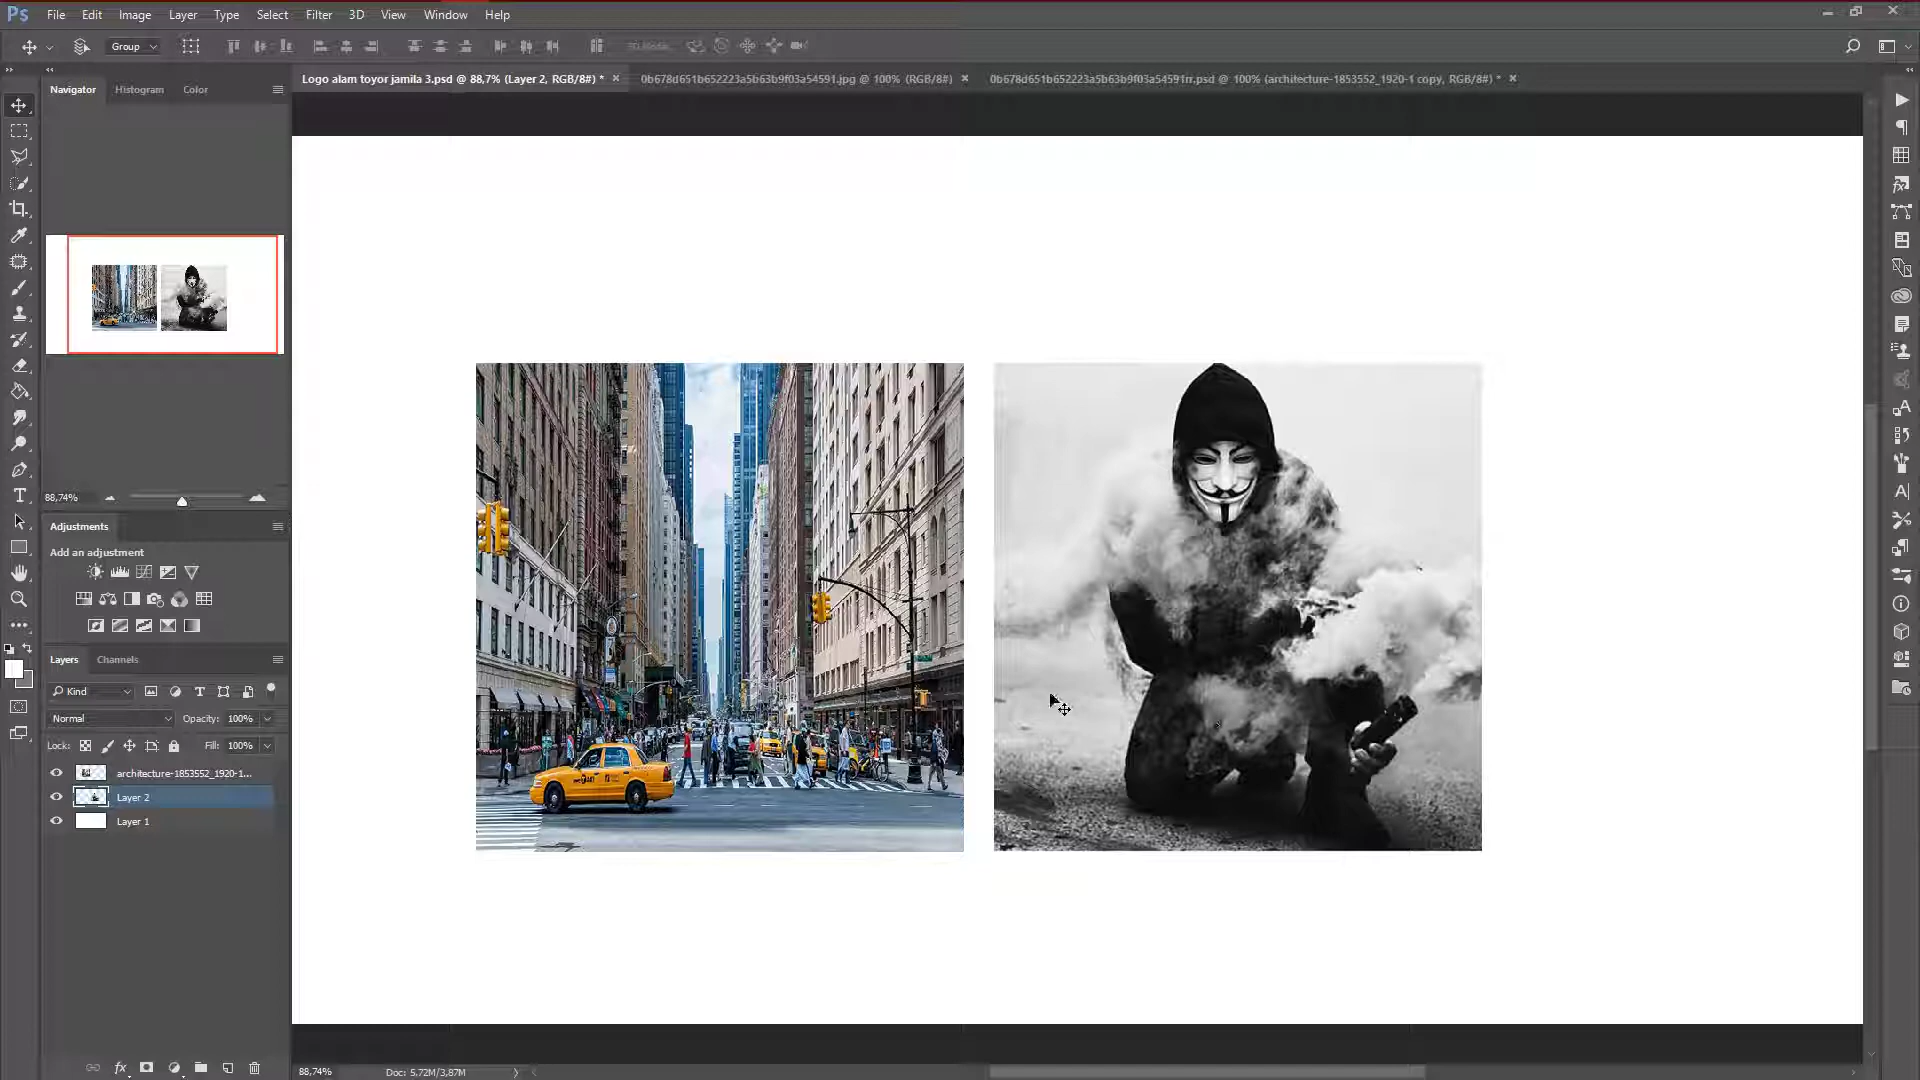 Ps File Edit Image Layer Type Select Filter 3D View Window Help
Group
Logo alam toyor jamila 3.psd @ 88,7% (Layer 2, RGB/8#) *
0b678d651b652223a5b63b9f03a54591.jpg @ 100% (RGB/8#)
0b678d651b652223a5b63b9f03a54591rr.psd @ 100% (architecture-1853552_1920-1 copy, RGB/8#) *
Navigator Histogram Color
88,74%
Adjustments
Add an adjustment
Layers Channels
Kind
Normal Opacity: 100%
Lock: Fill: 100%
architecture-1853552_1920-1...
Layer 2
Layer 1
fx
88,74% Doc: 5.72M/3,87M